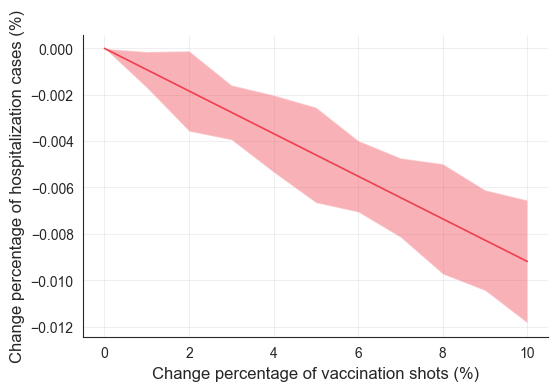 Change percentage of hospitalization cases (%)
0.000
−0.002
−0.004
−0.006
−0.008
−0.010
−0.012
0 2 4 6 8 10
Change percentage of vaccination shots (%)